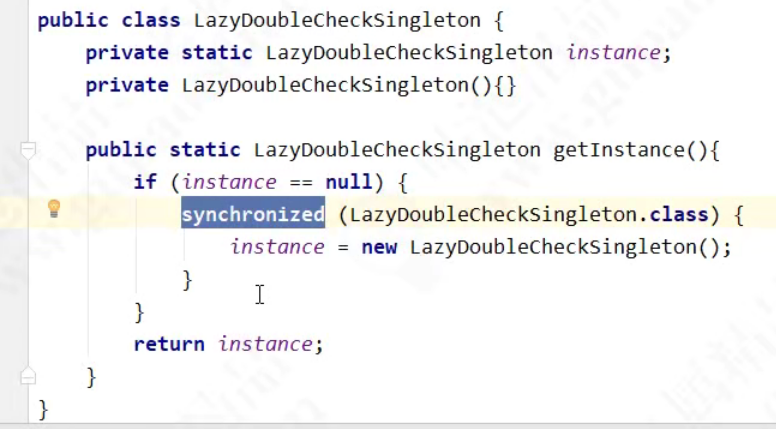 public class LazyDoubleCheckSingleton {
    private static LazyDoubleCheckSingleton instance;
    private LazyDoubleCheckSingleton(){}
    public static LazyDoubleCheckSingleton getInstance(){
        if (instance == null) {
            synchronized (LazyDoubleCheckSingleton.class) {
                instance = new LazyDoubleCheckSingleton();
            }
        }
        return instance;
    }
}